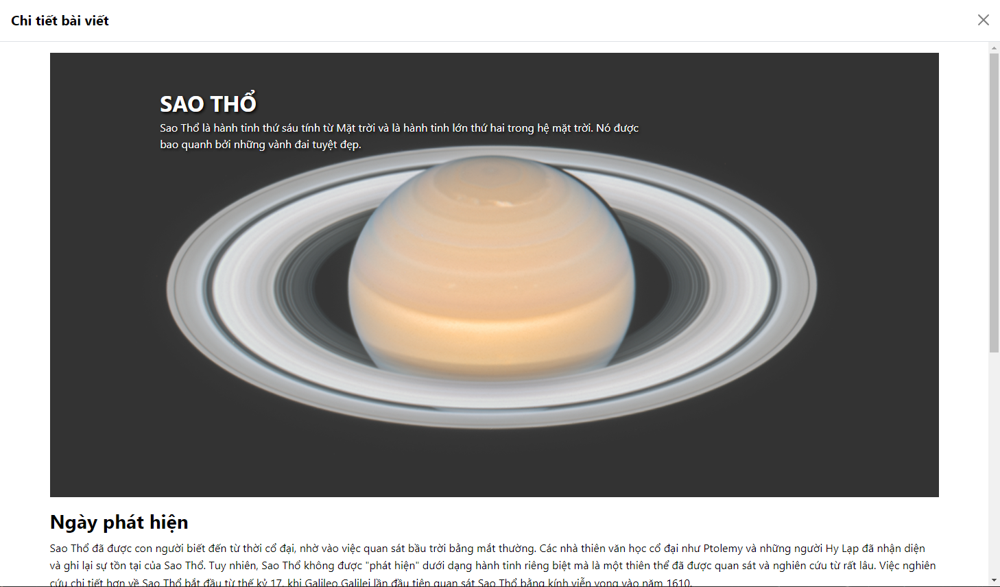 Chi tiết bài viết
SAO THỔ
Sao Thổ là hành tinh thứ sáu tính từ Mặt trời và là hành tinh lớn thứ hai trong hệ mặt trời. Nó được
bao quanh bởi những vành đai tuyệt đẹp.
Ngày phát hiện
Sao Thổ đã được con người biết đến từ thời cổ đại, nhờ vào việc quan sát bầu trời bằng mắt thường. Các nhà thiên văn học cổ đại như Ptolemy và những người Hy Lạp đã nhận diện
và ghi lại sự tồn tại của Sao Thổ. Tuy nhiên, Sao Thổ không được "phát hiện" dưới dạng hành tinh riêng biệt mà là một thiên thể đã được quan sát và nghiên cứu từ rất lâu. Việc nghiên
cứu chi tiết hơn về Sao Thổ bắt đầu từ thế kỷ 17, khi Galileo Galilei lần đầu tiên quan sát Sao Thổ bằng kính viễn vọng vào năm 1610.